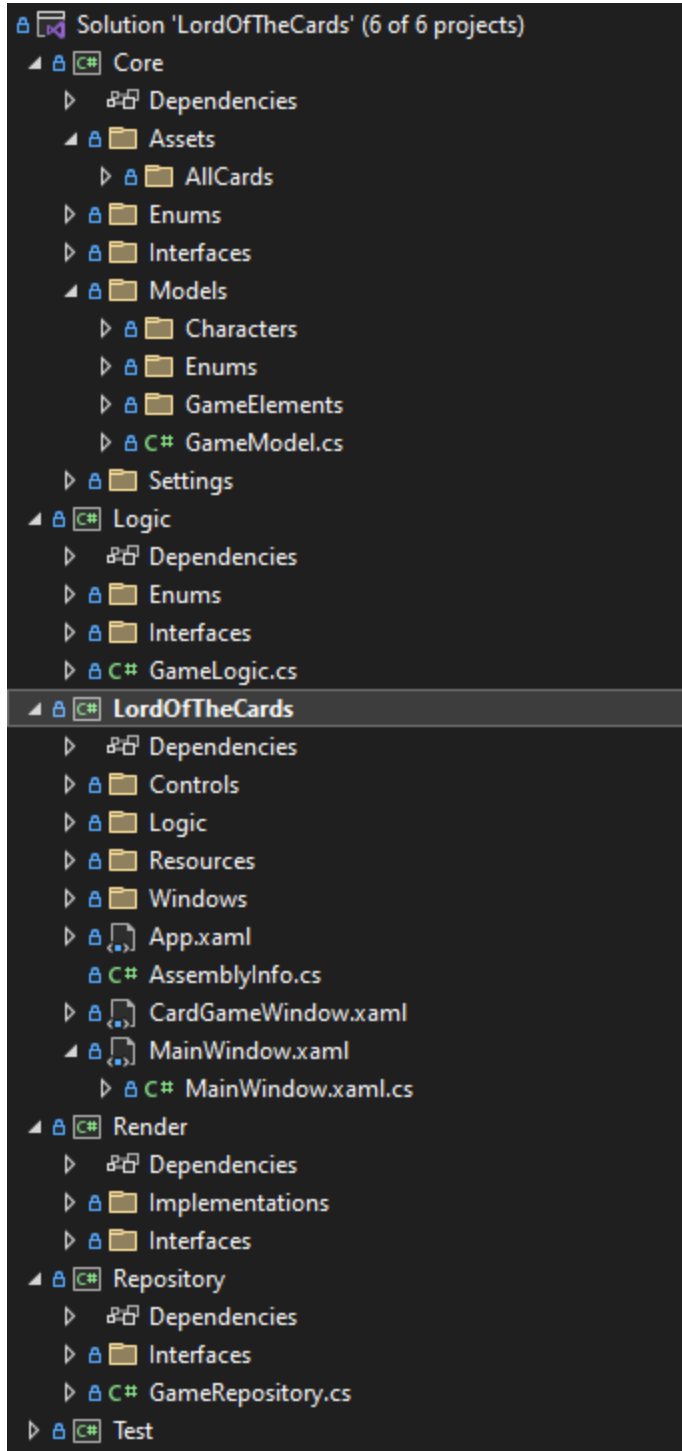 Solution 'LordOfTheCards' (6 of 6 projects)
C# Core
Dependencies
Assets
AllCards
Enums
Interfaces
Models
Characters
Enums
GameElements
C# GameModel.cs
Settings
C# Logic
Dependencies
Enums
Interfaces
C# GameLogic.cs
C# LordOfTheCards
Dependencies
Controls
Logic
Resources
Windows
App.xaml
C# AssemblyInfo.cs
CardGameWindow.xaml
MainWindow.xaml
C# MainWindow.xaml.cs
C# Render
Dependencies
Implementations
Interfaces
C# Repository
Dependencies
Interfaces
C# GameRepository.cs
C# Test